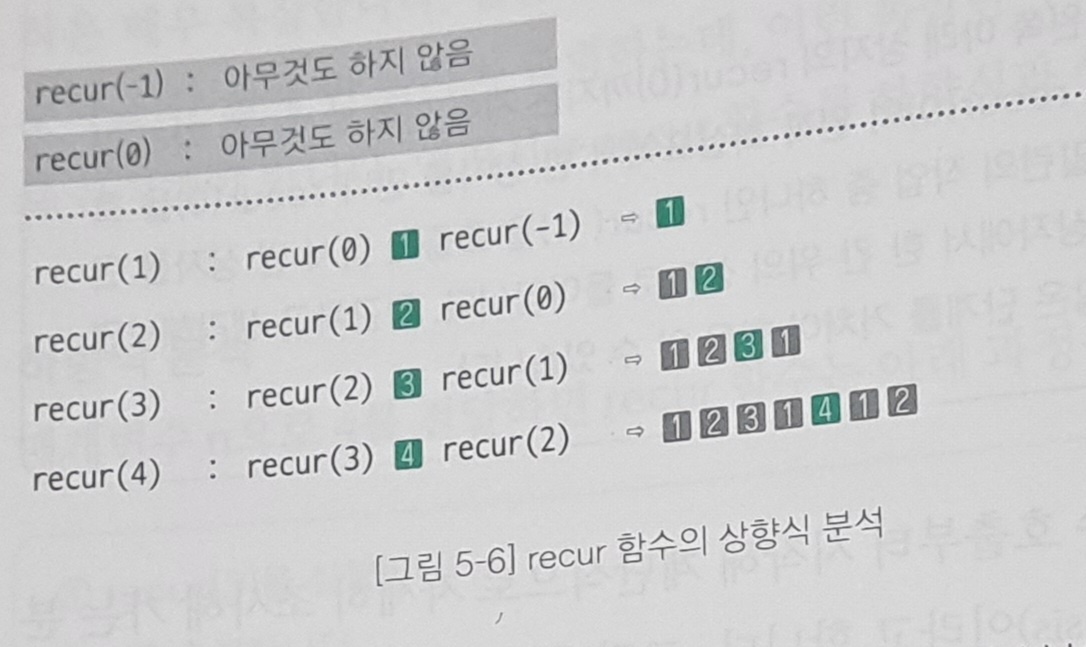 recur(-1) : 아무것도 하지 않음
recur(0) : 아무것도 하지 않음
recur(1) : recur(0) 1 recur(-1) ⇨ 1
recur(2) : recur(1) 2 recur(0) ⇨ 1 2
recur(3) : recur(2) 3 recur(1) ⇨ 1 2 3 1
recur(4) : recur(3) 4 recur(2) ⇨ 1 2 3 1 4 1 2
[그림 5-6] recur 함수의 상향식 분석